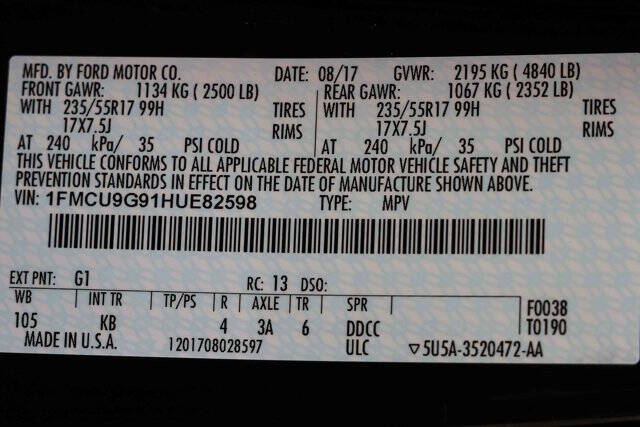 MFD. BY FORD MOTOR CO. DATE: 08/17 GVWR: 2195 KG ( 4840 LB)
FRONT GAWR: 1134 KG ( 2500 LB) REAR GAWR: 1067 KG ( 2352 LB)
WITH 235/55R17 99H TIRES WITH 235/55R17 99H TIRES
17X7.5J RIMS 17X7.5J RIMS
AT 240 kPa/ 35 PSI COLD AT 240 kPa/ 35 PSI COLD
THIS VEHICLE CONFORMS TO ALL APPLICABLE FEDERAL MOTOR VEHICLE SAFETY AND THEFT
PREVENTION STANDARDS IN EFFECT ON THE DATE OF MANUFACTURE SHOWN ABOVE.
VIN: 1FMCU9G91HUE82598 TYPE: MPV
EXT PNT: G1 RC: 13 DSO:
WB INT TR TP/PS R AXLE TR SPR F0038
105 KB 4 3A 6 DDCC T0190
MADE IN U.S.A. 1201708028597 ULC ▽5U5A-3520472-AA